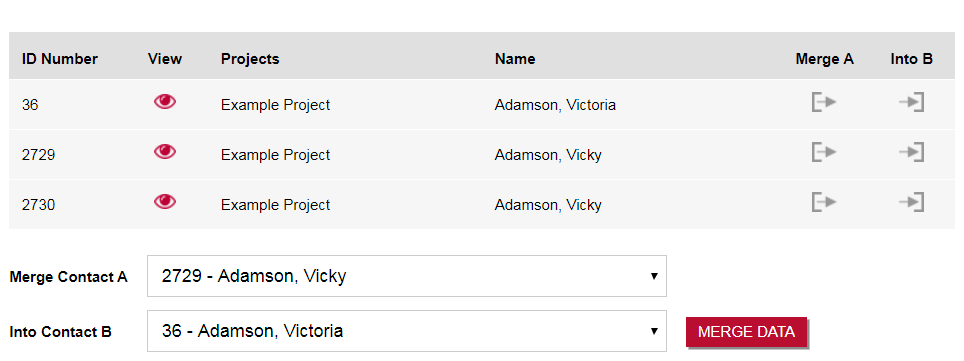 ID Number View Projects Name Merge A Into B
36 Example Project Adamson, Victoria
2729 Example Project Adamson, Vicky
2730 Example Project Adamson, Vicky
Merge Contact A 2729 - Adamson, Vicky
Into Contact B 36 - Adamson, Victoria MERGE DATA